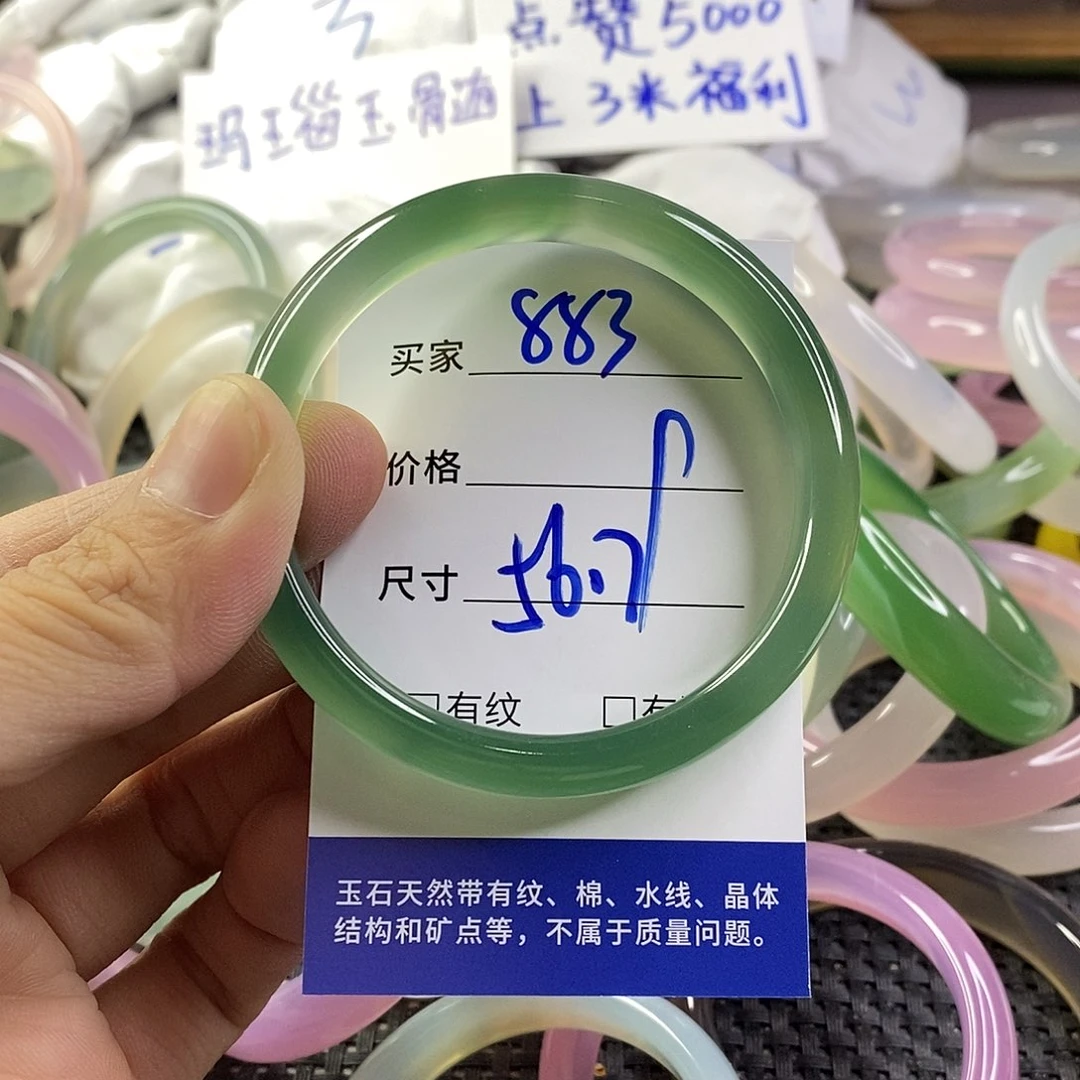 点赞5000
上3米福利
玛瑙玉骨髓
买家 883
价格
尺寸 56.7
□有纹 □有
玉石天然带有纹、棉、水线、晶体
结构和矿点等，不属于质量问题。